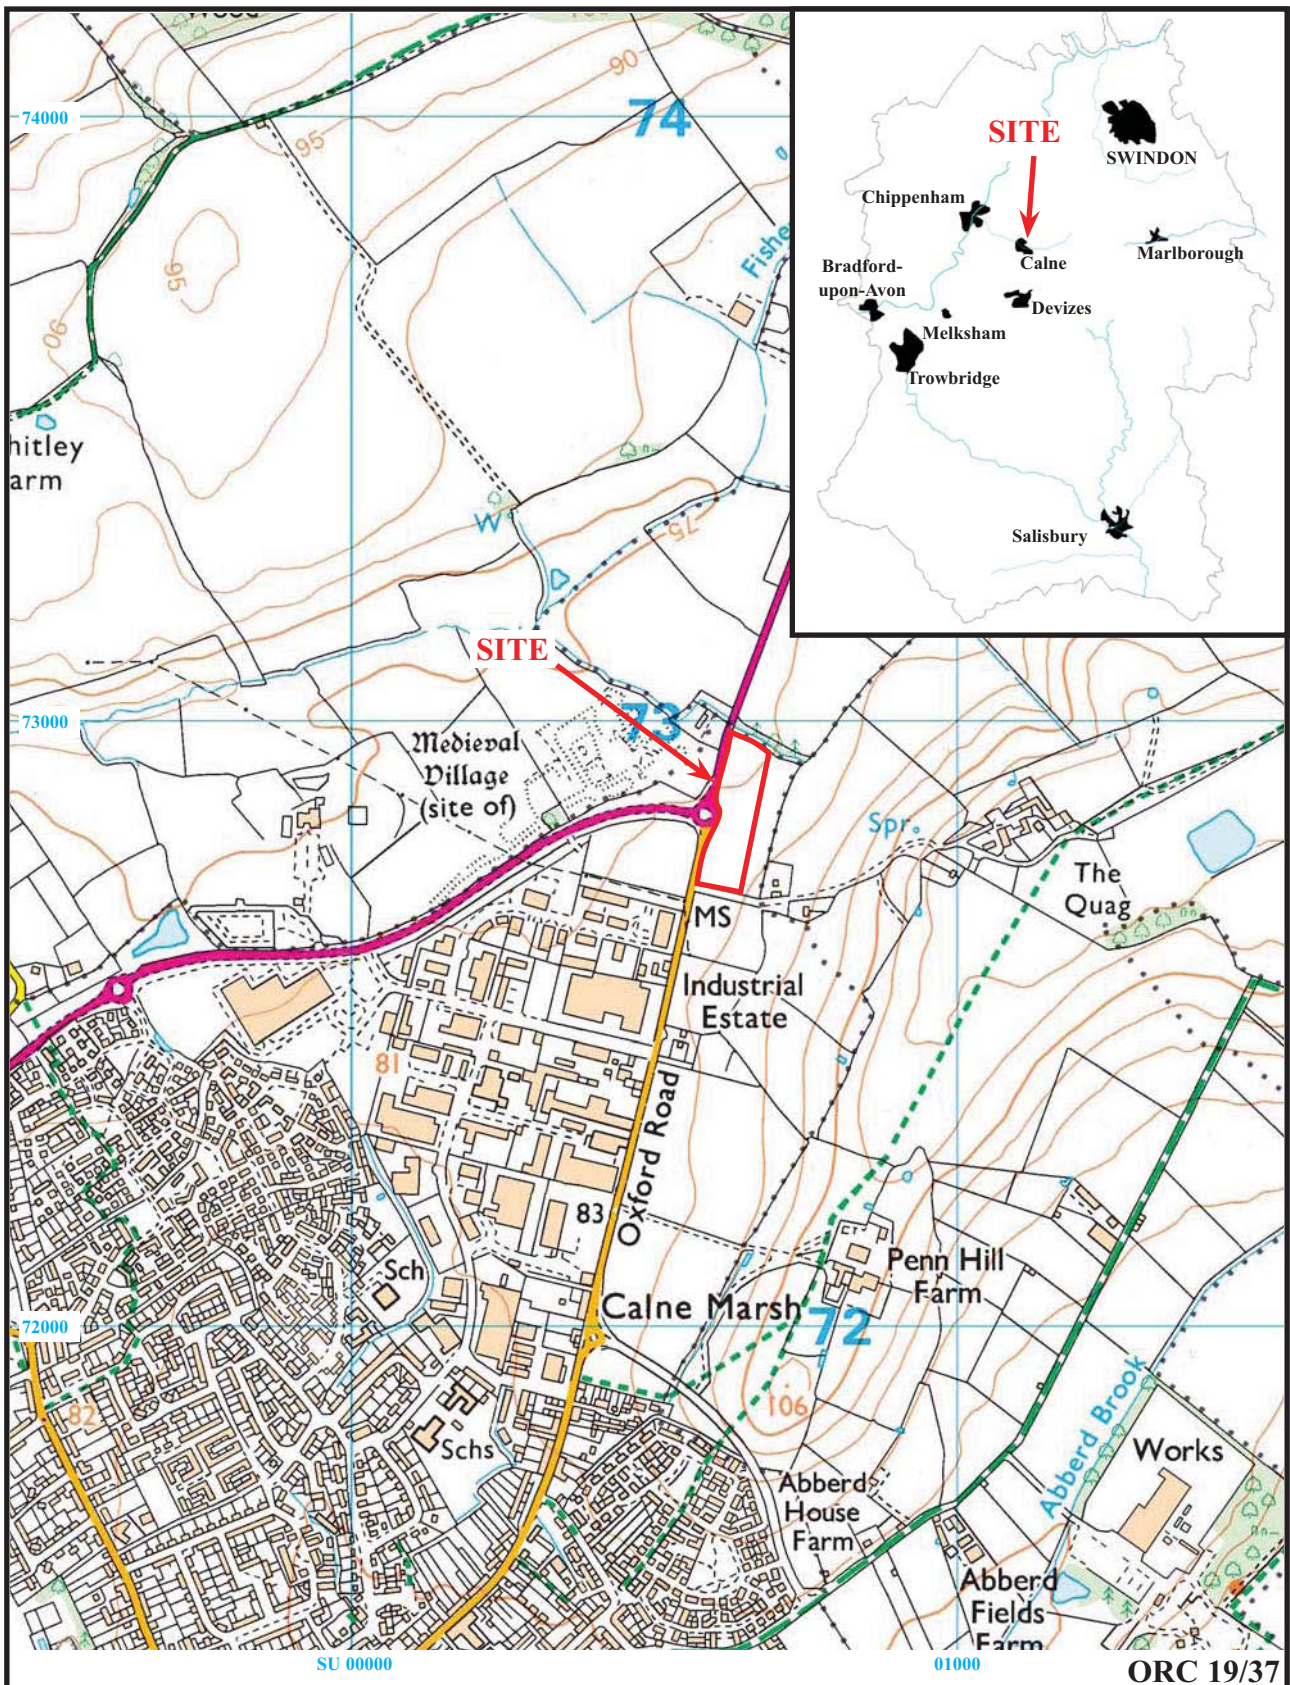 Wood
90
74000
74
95
95
90
Fishe
hitley
arm
W
75
SITE
73000
73
Medieval
Village
(site of)
Spr
The
Quag
MS
Industrial
Estate
81
Oxford Road
83
Sch
Penn Hill
Farm
Calne Marsh
72000
72
82
106
Schs
Abberd Brook
Works
Abberd
House
Farm
Abberd
Fields
Farm
SU 00000
01000
ORC 19/37
SITE
SWINDON
Chippenham
Calne
Marlborough
Bradford-
upon-Avon
Devizes
Melksham
Trowbridge
Salisbury